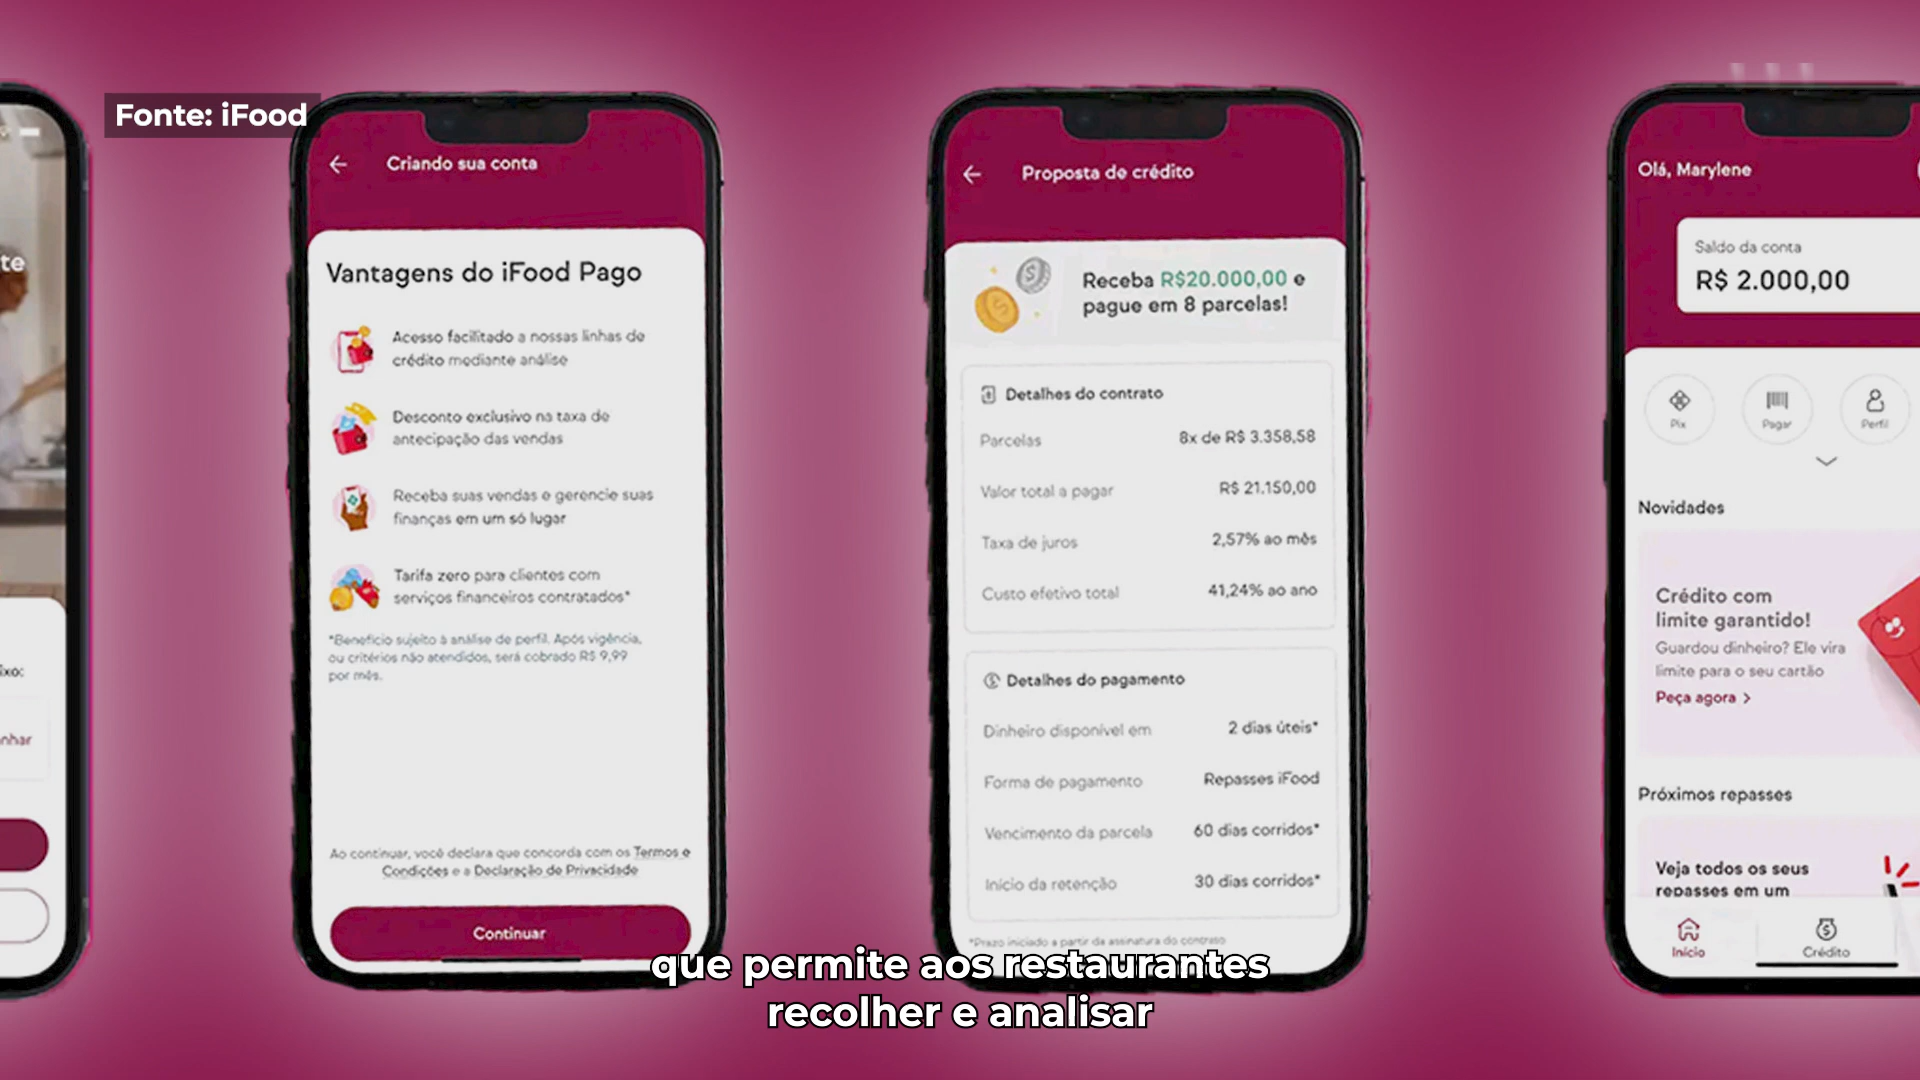 Fonte: iFood
te
ixo:
nhar
Criando sua conta
Vantagens do iFood Pago
Acesso facilitado a nossas linhas de
crédito mediante análise
Desconto exclusivo na taxa de
antecipação das vendas
Receba suas vendas e gerencie suas
finanças em um só lugar
Tarifa zero para clientes com
serviços financeiros contratados*
*Benefício sujeito à análise de perfil. Após vigência,
ou critérios não atendidos, será cobrado R$ 9,99
por mês.
Ao continuar, você declara que concorda com os Termos e
Condições e a Declaração de Privacidade
Continuar
Proposta de crédito
Receba R$20.000,00 e
pague em 8 parcelas!
Detalhes do contrato
Parcelas 8x de R$ 3.358,58
Valor total a pagar R$ 21.150,00
Taxa de juros 2,57% ao mês
Custo efetivo total 41,24% ao ano
Detalhes do pagamento
Dinheiro disponível em 2 dias úteis*
Forma de pagamento Repasses iFood
Vencimento da parcela 60 dias corridos*
Início da retenção 30 dias corridos*
*Prazo iniciado a partir da assinatura do contrato
Olá, Marylene
Saldo da conta
R$ 2.000,00
Pix Pagar Perfil
Novidades
Crédito com
limite garantido!
Guardou dinheiro? Ele vira
limite para o seu cartão
Peça agora >
Próximos repasses
Veja todos os seus
repasses em um
Início Crédito
que permite aos restaurantes
recolher e analisar